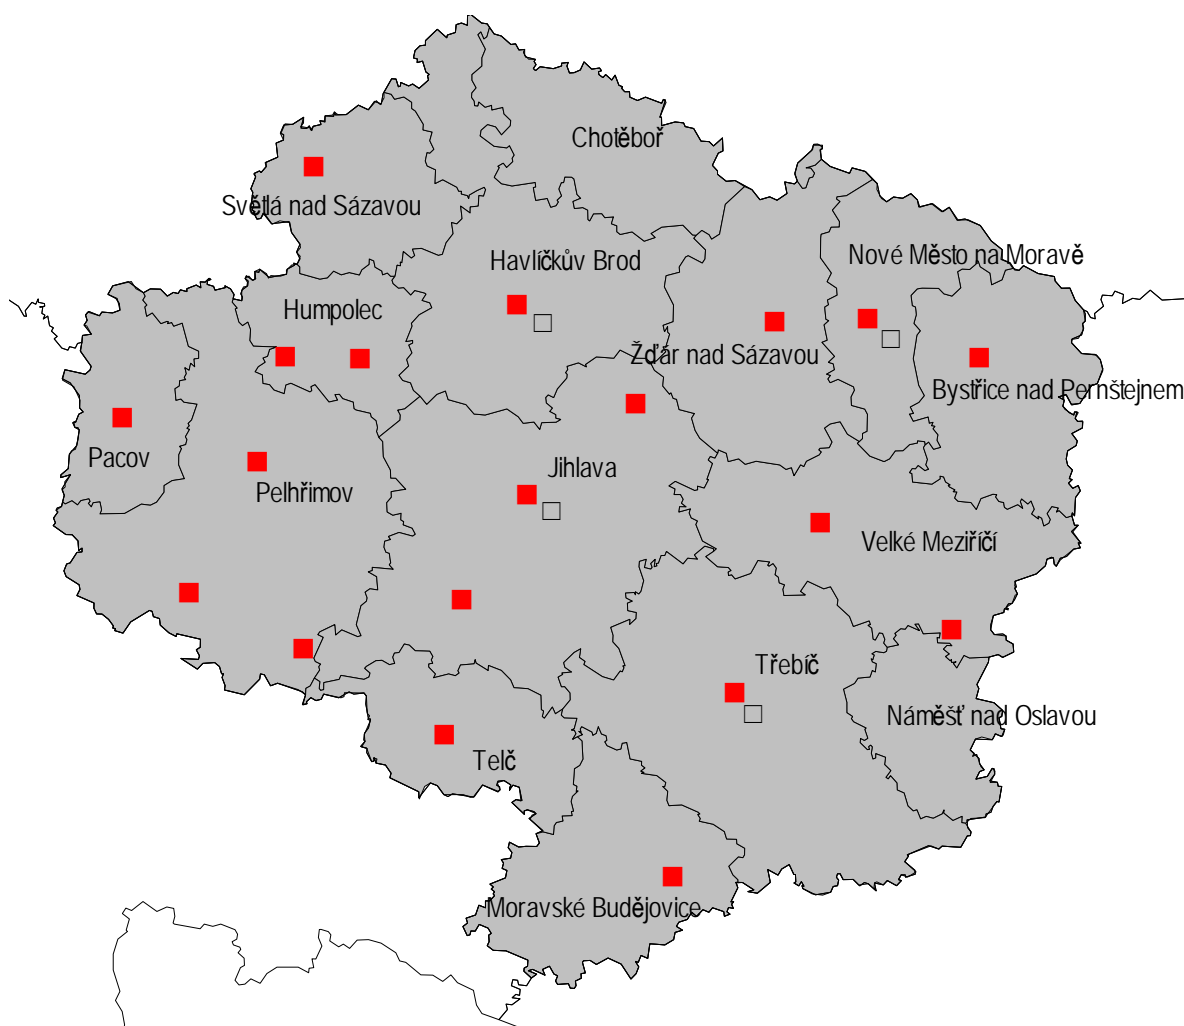 Chotěboř
Světlá nad Sázavou
Havlíčkův Brod
Nové Město na Moravě
Humpolec
Žďár nad Sázavou
Bystřice nad Pernštejnem
Pacov
Jihlava
Pelhřimov
Velké Meziříčí
Třebíč
Náměšť nad Oslavou
Telč
Moravské Budějovice